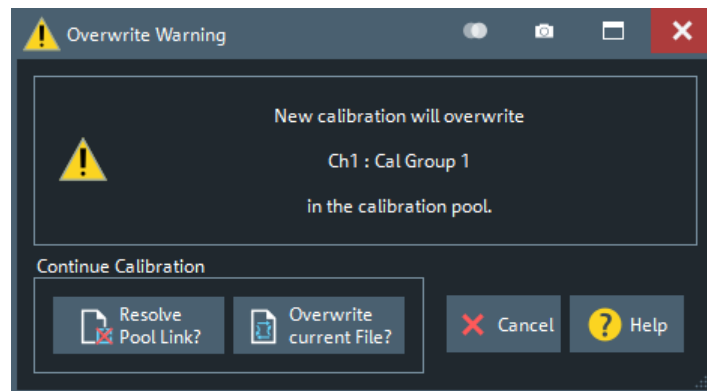 Overwrite Warning
New calibration will overwrite
Ch1 : Cal Group 1
in the calibration pool.
Continue Calibration
Resolve
Pool Link?
Overwrite
current File?
Cancel
Help